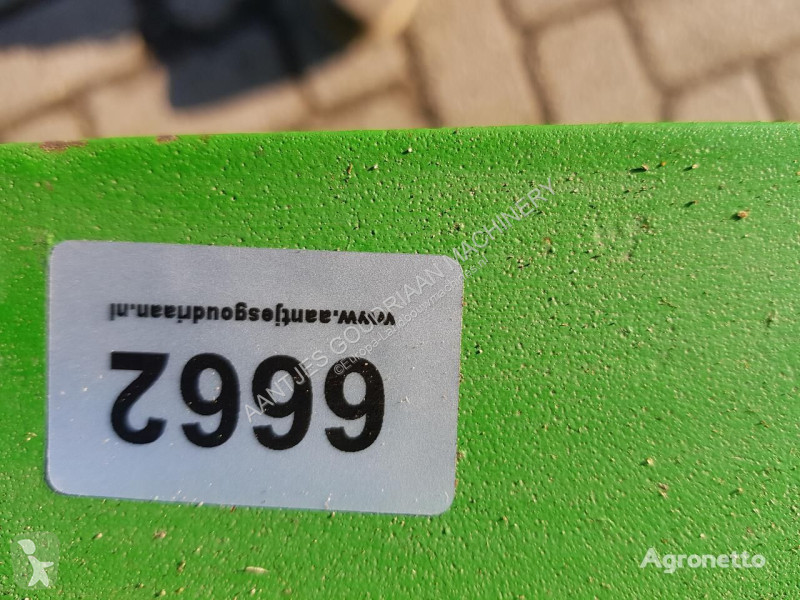 www.aantjesgoudriaan.nl
6662
AANTJES GOUDRIAAN MACHINERY
Agronetto